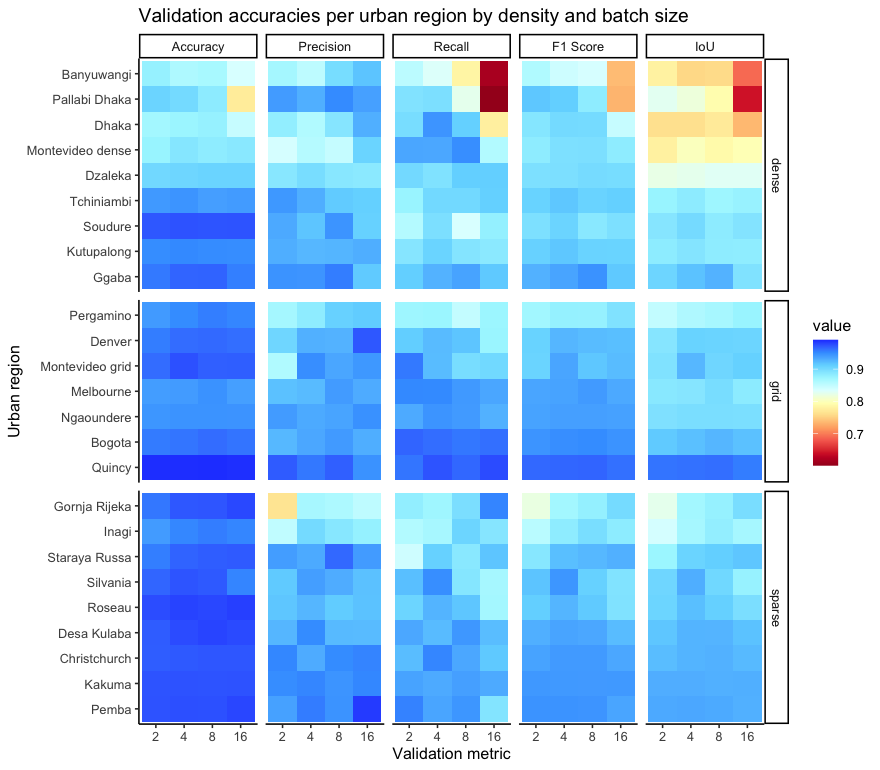 Validation accuracies per urban region by density and batch size
Accuracy Precision Recall F1 Score IoU
Banyuwangi
Pallabi Dhaka
Dhaka
Montevideo dense
Dzaleka
Tchiniambi
Soudure
Kutupalong
Ggaba
dense
Pergamino
Denver
Montevideo grid
Melbourne
Ngaoundere
Bogota
Quincy
grid
Gornja Rijeka
Inagi
Staraya Russa
Silvania
Roseau
Desa Kulaba
Christchurch
Kakuma
Pemba
sparse
Urban region
2 4 8 16 2 4 8 16 2 4 8 16 2 4 8 16 2 4 8 16
Validation metric
value
0.9
0.8
0.7